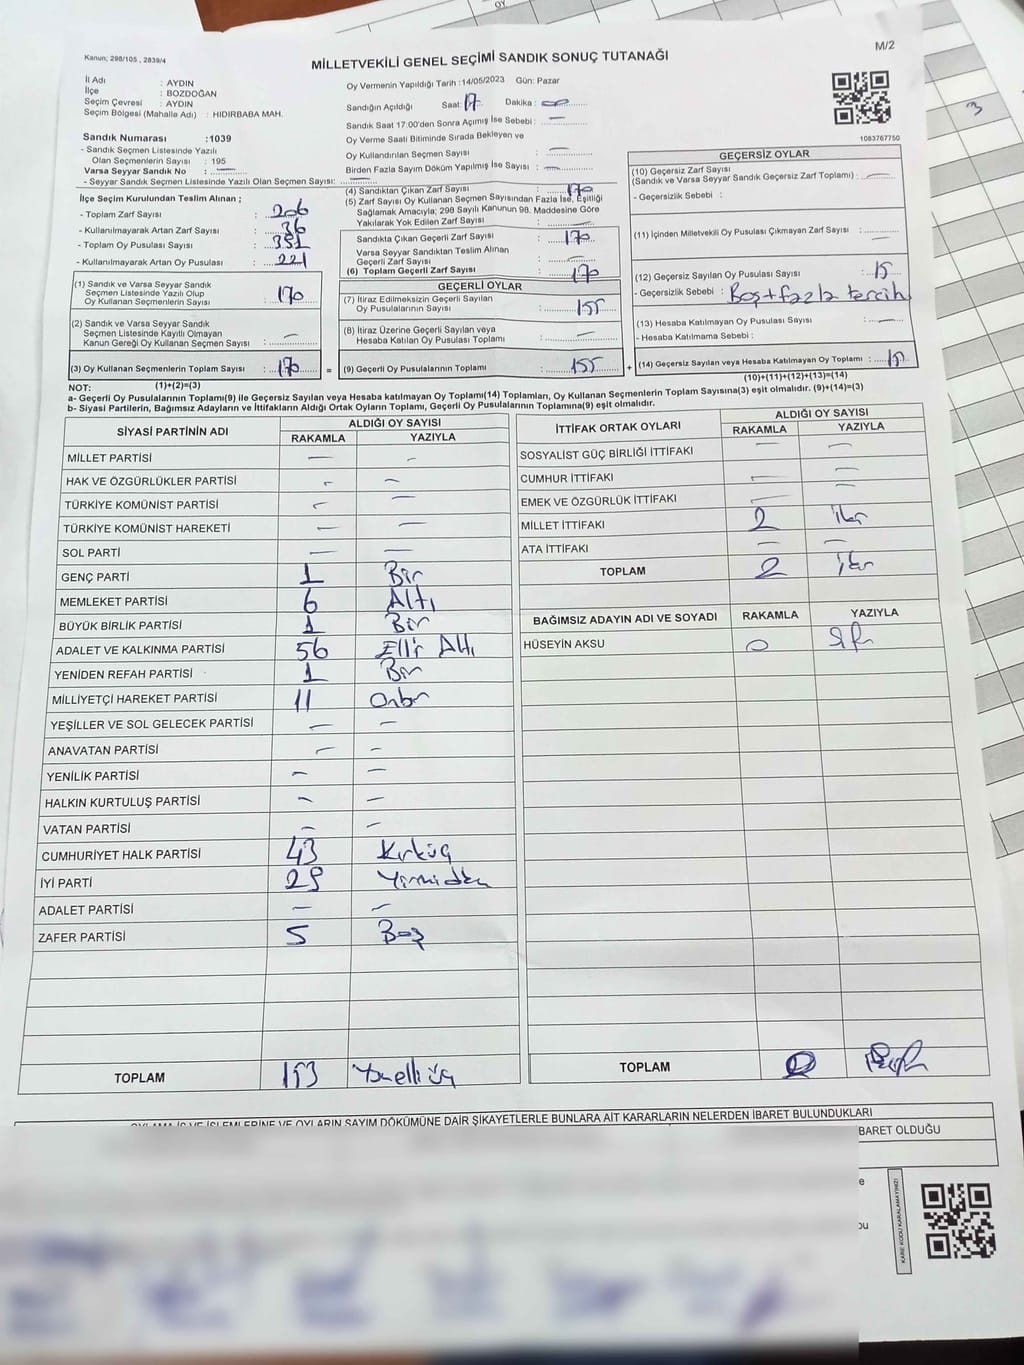 OY
Kanun; 298/105 , 2839/4
M/2
MİLLETVEKİLİ GENEL SEÇİMİ SANDIK SONUÇ TUTANAĞI
İl Adı : AYDIN
İlçe : BOZDOĞAN
Seçim Çevresi : AYDIN
Seçim Bölgesi (Mahalle Adı) : HIDIRBABA MAH.
Sandık Numarası :1039
- Sandık Seçmen Listesinde Yazılı
Olan Seçmenlerin Sayısı : 195
Varsa Seyyar Sandık No : —
- Seyyar Sandık Seçmen Listesinde Yazılı Olan Seçmen Sayısı: —
Oy Vermenin Yapıldığı Tarih :14/05/2023 Gün: Pazar
Sandığın Açıldığı Saat: 17 Dakika :
Sandık Saat 17:00'den Sonra Açımış İse Sebebi : —
Oy Verme Saati Bitiminde Sırada Bekleyen ve
Oy Kullandırılan Seçmen Sayısı —
Birden Fazla Sayım Döküm Yapılmış İse Sayısı : —
1083767750
İlçe Seçim Kurulundan Teslim Alınan ;
- Toplam Zarf Sayısı : 206
- Kullanılmayarak Artan Zarf Sayısı : 36
- Toplam Oy Pusulası Sayısı : 391
- Kullanılmayarak Artan Oy Pusulası : 221
(1) Sandık ve Varsa Seyyar Sandık
Seçmen Listesinde Yazılı Olup
Oy Kullanan Seçmenlerin Sayısı : 170
(2) Sandık ve Varsa Seyyar Sandık
Seçmen Listesinde Kayıtlı Olmayan
Kanun Gereği Oy Kullanan Seçmen Sayısı : —
(3) Oy Kullanan Seçmenlerin Toplam Sayısı : 170
(1)+(2)=(3)
(4) Sandıktan Çıkan Zarf Sayısı : 170
(5) Zarf Sayısı Oy Kullanan Seçmen Sayısından Fazla İse, Eşitliği
Sağlamak Amacıyla; 298 Sayılı Kanunun 98. Maddesine Göre
Yakılarak Yok Edilen Zarf Sayısı : —
Sandıkta Çıkan Geçerli Zarf Sayısı : 170
Varsa Seyyar Sandıktan Teslim Alınan
Geçerli Zarf Sayısı : —
(6) Toplam Geçerli Zarf Sayısı : 170
GEÇERLİ OYLAR
(7) İtiraz Edilmeksizin Geçerli Sayılan
Oy Pusulalarının Sayısı : 155
(8) İtiraz Üzerine Geçerli Sayılan veya
Hesaba Katılan Oy Pusulası Toplamı : —
= (9) Geçerli Oy Pusulalarının Toplamı : 155
GEÇERSİZ OYLAR
(10) Geçersiz Zarf Sayısı
(Sandık ve Varsa Seyyar Sandık Geçersiz Zarf Toplamı) : —
- Geçersizlik Sebebi :
(11) İçinden Milletvekili Oy Pusulası Çıkmayan Zarf Sayısı : —
(12) Geçersiz Sayılan Oy Pusulası Sayısı : 15
- Geçersizlik Sebebi : Boş+fazla tercih
(13) Hesaba Katılmayan Oy Pusulası Sayısı : —
- Hesaba Katılmama Sebebi :
+ (14) Geçersiz Sayılan veya Hesaba Katılmayan Oy Toplamı : 15
(10)+(11)+(12)+(13)=(14)
NOT:
a- Geçerli Oy Pusulalarının Toplamı(9) ile Geçersiz Sayılan veya Hesaba katılmayan Oy Toplamı(14) Toplamları, Oy Kullanan Seçmenlerin Toplam Sayısına(3) eşit olmalıdır. (9)+(14)=(3)
b- Siyasi Partilerin, Bağımsız Adayların ve İttifakların Aldığı Ortak Oyların Toplamı, Geçerli Oy Pusulalarının Toplamına(9) eşit olmalıdır.
SİYASİ PARTİNİN ADI ALDIĞI OY SAYISI
RAKAMLA YAZIYLA
MİLLET PARTİSİ — —
HAK VE ÖZGÜRLÜKLER PARTİSİ — —
TÜRKİYE KOMÜNİST PARTİSİ — —
TÜRKİYE KOMÜNİST HAREKETİ — —
SOL PARTİ — —
GENÇ PARTİ 1 Bir
MEMLEKET PARTİSİ 6 Altı
BÜYÜK BİRLİK PARTİSİ 1 Bir
ADALET VE KALKINMA PARTİSİ 56 Elli Altı
YENİDEN REFAH PARTİSİ 1 Bir
MİLLİYETÇİ HAREKET PARTİSİ 11 Onbir
YEŞİLLER VE SOL GELECEK PARTİSİ — —
ANAVATAN PARTİSİ — —
YENİLİK PARTİSİ — —
HALKIN KURTULUŞ PARTİSİ — —
VATAN PARTİSİ — —
CUMHURİYET HALK PARTİSİ 43 Kırküç
İYİ PARTİ 29 Yirmidokuz
ADALET PARTİSİ — —
ZAFER PARTİSİ 5 Beş
TOPLAM 153 Yüzelliüç
İTTİFAK ORTAK OYLARI ALDIĞI OY SAYISI
RAKAMLA YAZIYLA
SOSYALİST GÜÇ BİRLİĞİ İTTİFAKI — —
CUMHUR İTTİFAKI — —
EMEK VE ÖZGÜRLÜK İTTİFAKI — —
MİLLET İTTİFAKI 2 iki
ATA İTTİFAKI — —
TOPLAM 2 iki
BAĞIMSIZ ADAYIN ADI VE SOYADI RAKAMLA YAZIYLA
HÜSEYİN AKSU 0 Sıfır
TOPLAM
OYLAMA İŞ VE İŞLEMLERİNE VE OYLARIN SAYIM DÖKÜMÜNE DAİR ŞİKAYETLERLE BUNLARA AİT KARARLARIN NELERDEN İBARET BULUNDUKLARI
BARET OLDUĞU
KARE KODU KARALAMAYINIZ!
3